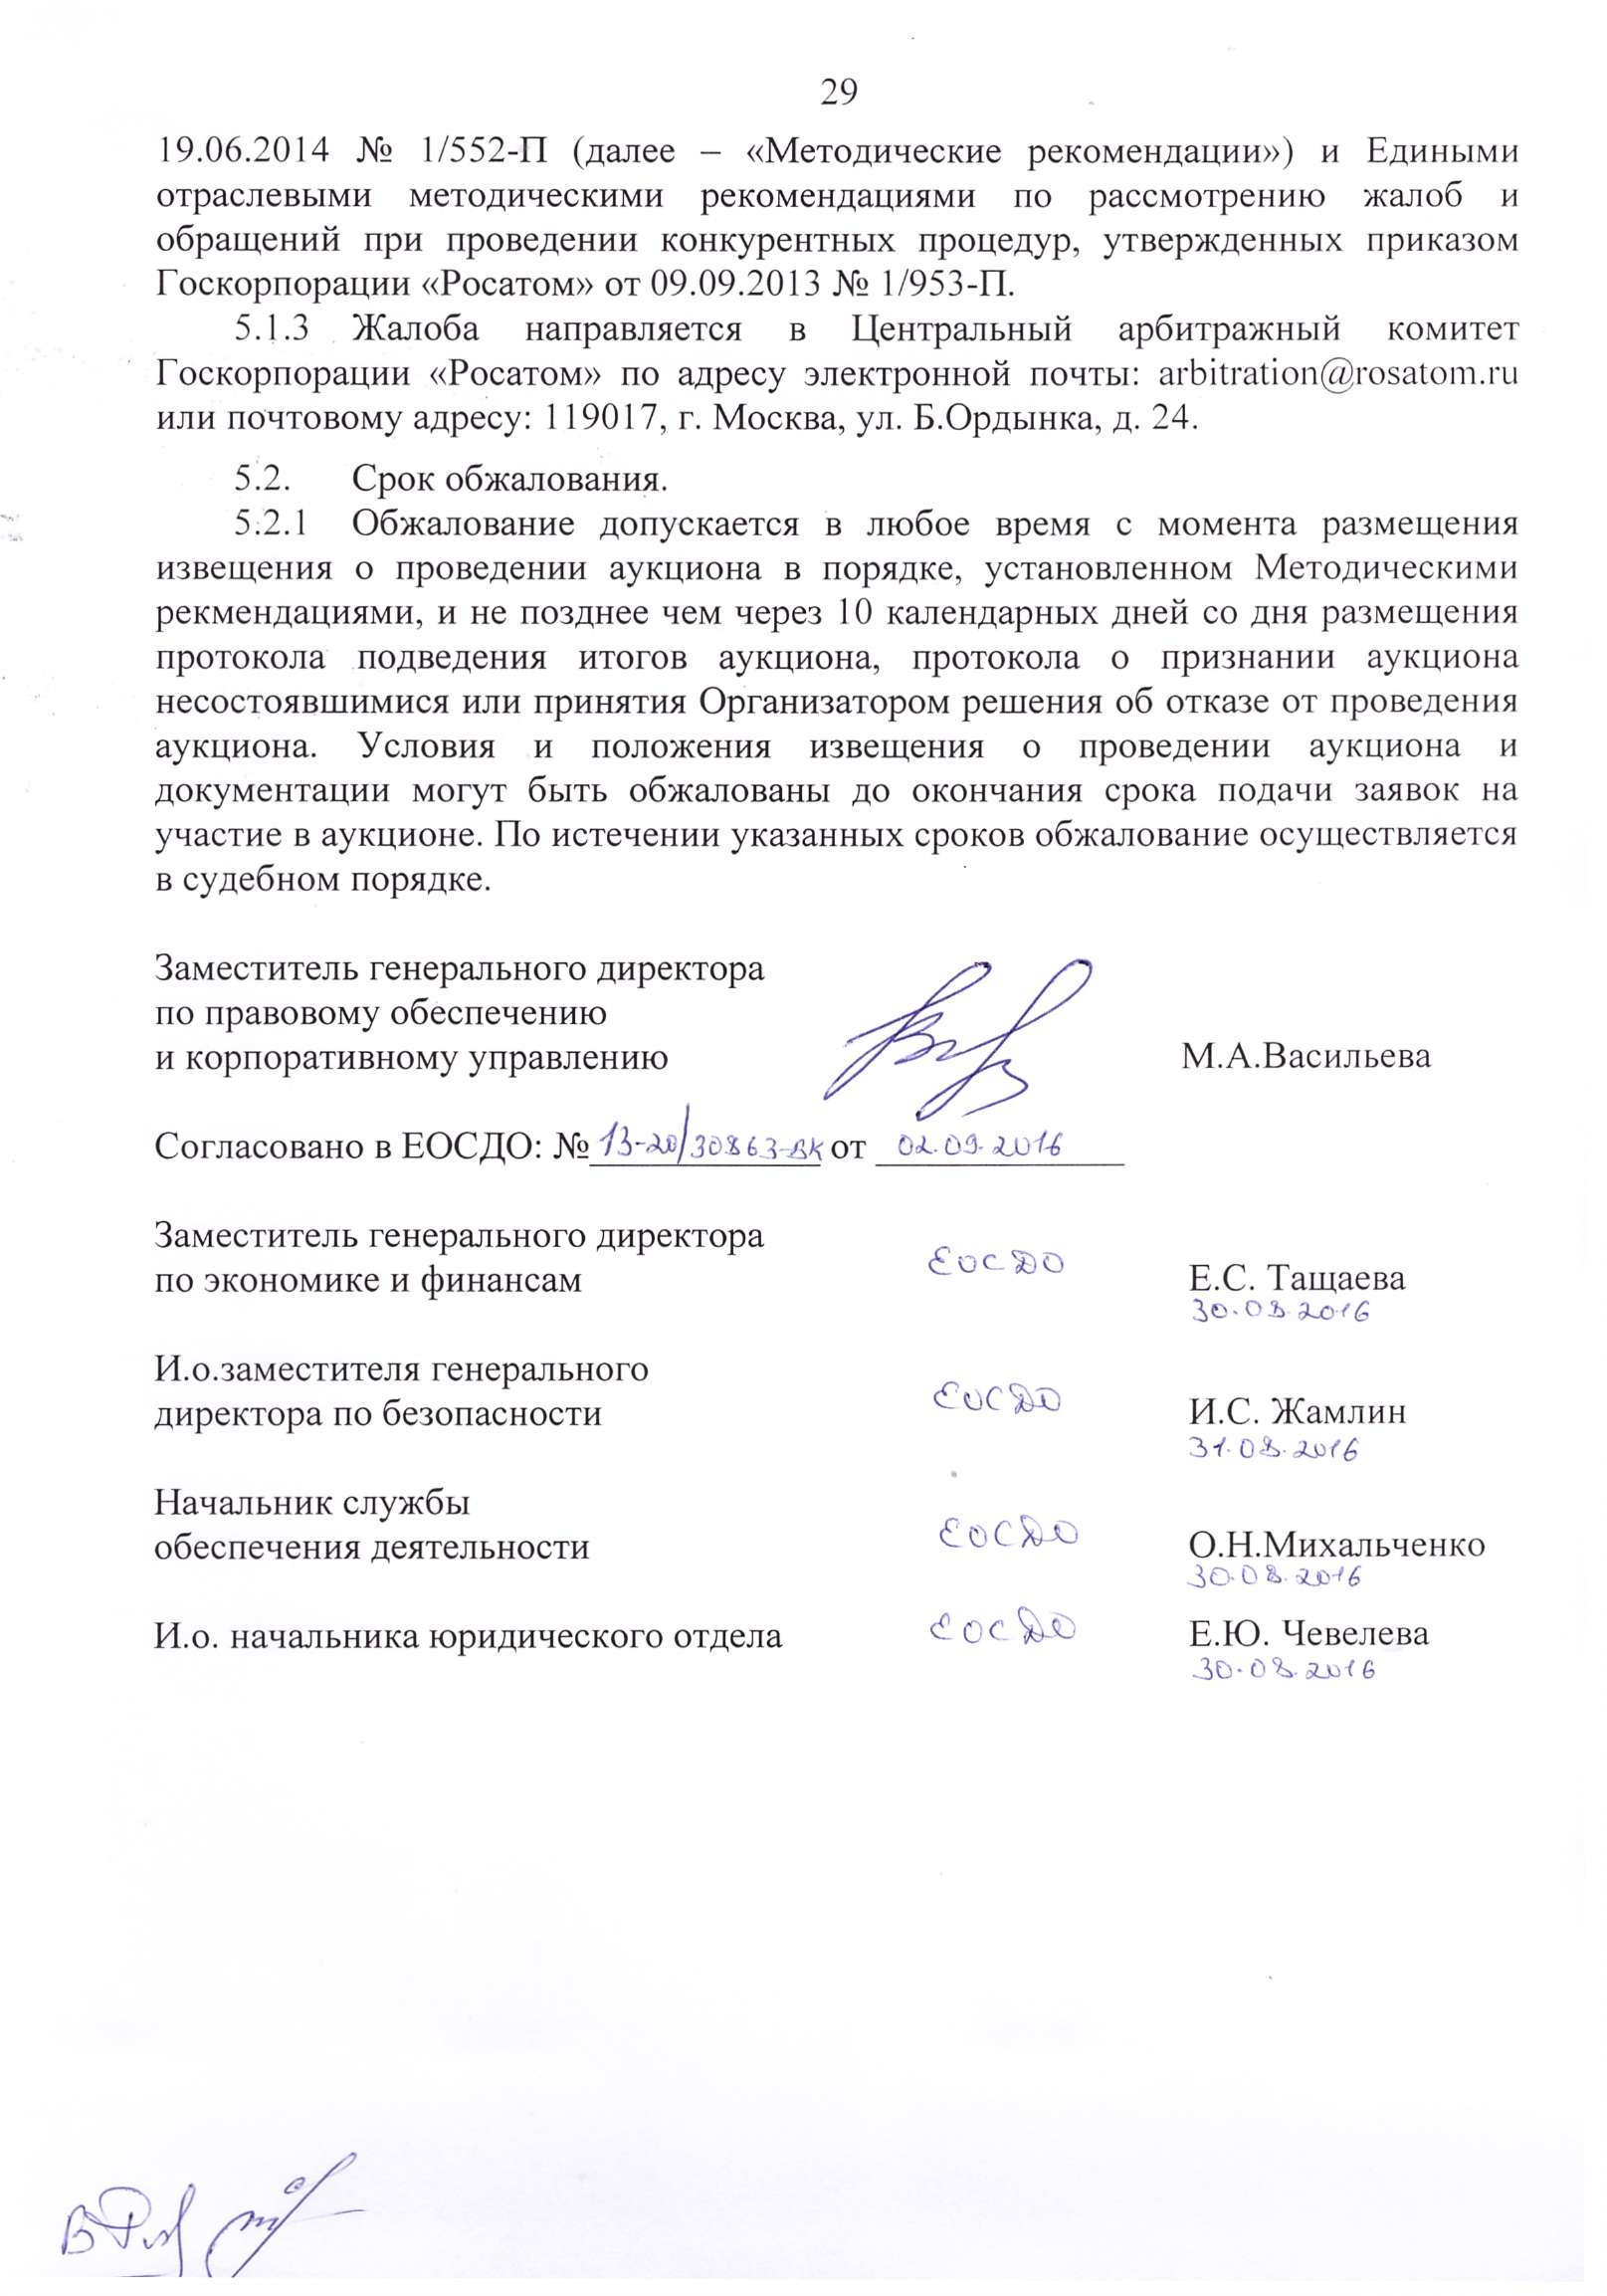 29
19.06.2014 № 1/552-П (далее – «Методические рекомендации») и Едиными
отраслевыми методическими рекомендациями по рассмотрению жалоб и
обращений при проведении конкурентных процедур, утвержденных приказом
Госкорпорации «Росатом» от 09.09.2013 № 1/953-П.
5.1.3 Жалоба направляется в Центральный арбитражный комитет
Госкорпорации «Росатом» по адресу электронной почты: arbitration@rosatom.ru
или почтовому адресу: 119017, г. Москва, ул. Б.Ордынка, д. 24.
5.2. Срок обжалования.
5.2.1 Обжалование допускается в любое время с момента размещения
извещения о проведении аукциона в порядке, установленном Методическими
рекмендациями, и не позднее чем через 10 календарных дней со дня размещения
протокола подведения итогов аукциона, протокола о признании аукциона
несостоявшимися или принятия Организатором решения об отказе от проведения
аукциона. Условия и положения извещения о проведении аукциона и
документации могут быть обжалованы до окончания срока подачи заявок на
участие в аукционе. По истечении указанных сроков обжалование осуществляется
в судебном порядке.
Заместитель генерального директора
по правовому обеспечению
и корпоративному управлению М.А.Васильева
Согласовано в ЕОСДО: № 13-20/30863-ВК от 02.09.2016
Заместитель генерального директора
по экономике и финансам ЕОСДО Е.С. Тащаева
30.08.2016
И.о.заместителя генерального
директора по безопасности ЕОСДО И.С. Жамлин
31.08.2016
Начальник службы
обеспечения деятельности ЕОСДО О.Н.Михальченко
30.08.2016
И.о. начальника юридического отдела ЕОСДО Е.Ю. Чевелева
30.08.2016